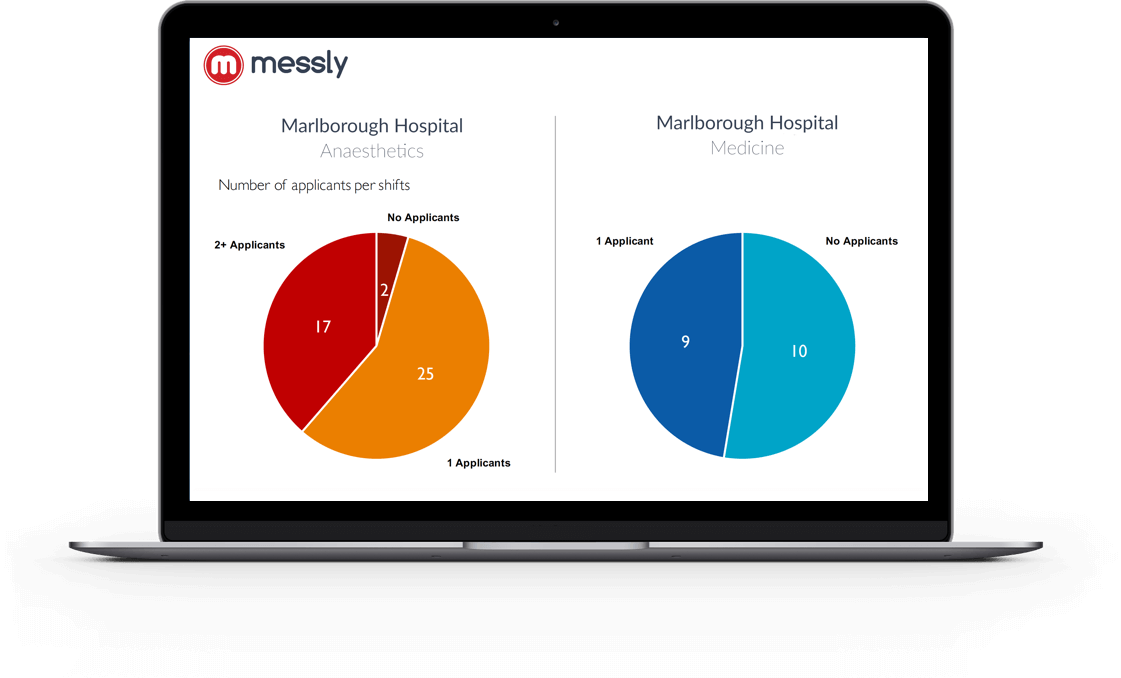 m messly
Marlborough Hospital
Anaesthetics
Number of applicants per shifts
No Applicants
2+ Applicants
2
17
25
1 Applicants
Marlborough Hospital
Medicine
1 Applicant
No Applicants
9
10